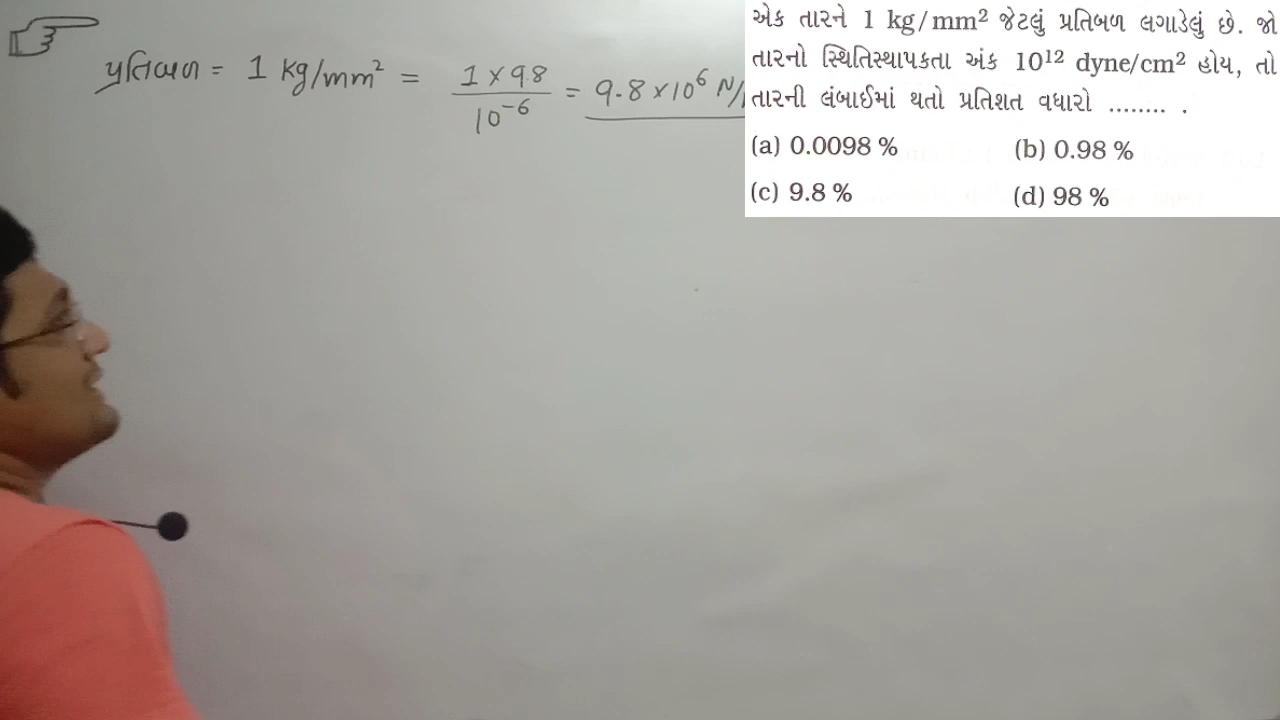 પ્રતિબળ = 1 kg/mm² = 1 × 9.8 / 10⁻⁶ = 9.8 × 10⁶ N/
એક તારને 1 kg/mm² જેટલું પ્રતિબળ લગાડેલું છે. જો
તારનો સ્થિતિસ્થાપકતા અંક 10¹² dyne/cm² હોય, તો
તારની લંબાઈમાં થતો પ્રતિશત વધારો ........ .
(a) 0.0098 % (b) 0.98 %
(c) 9.8 % (d) 98 %